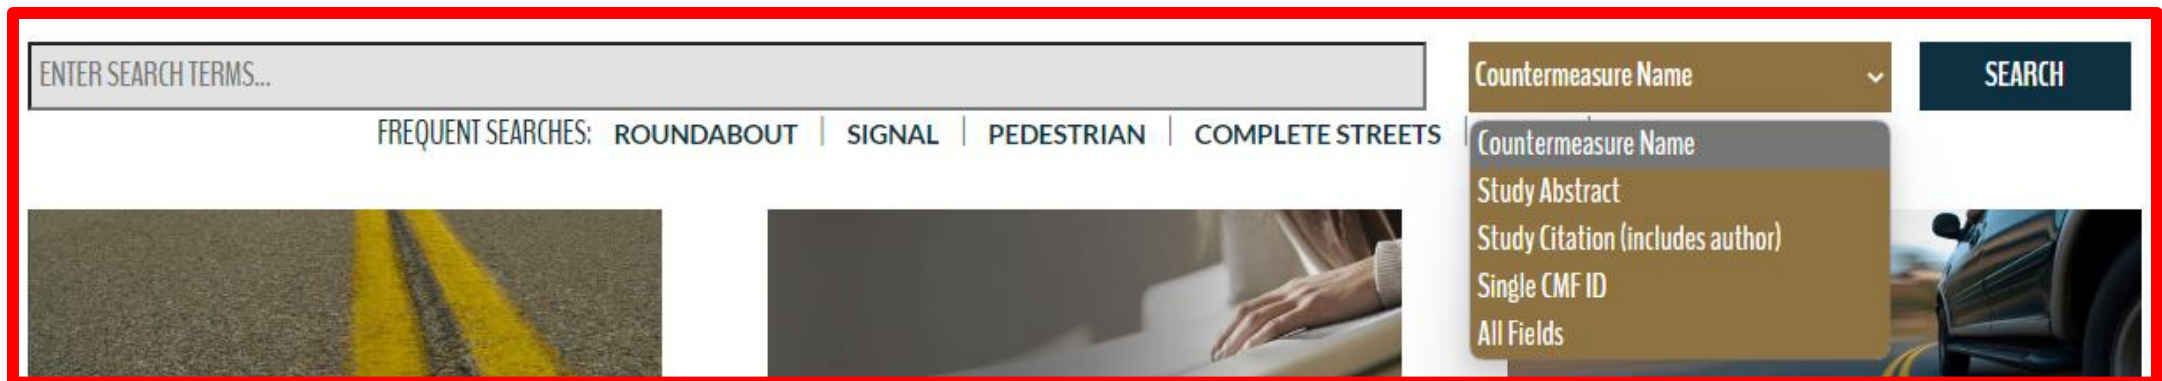 ENTER SEARCH TERMS...
Countermeasure Name
SEARCH
FREQUENT SEARCHES: ROUNDABOUT | SIGNAL | PEDESTRIAN | COMPLETE STREETS |
Countermeasure Name
Study Abstract
Study Citation (includes author)
Single CMF ID
All Fields